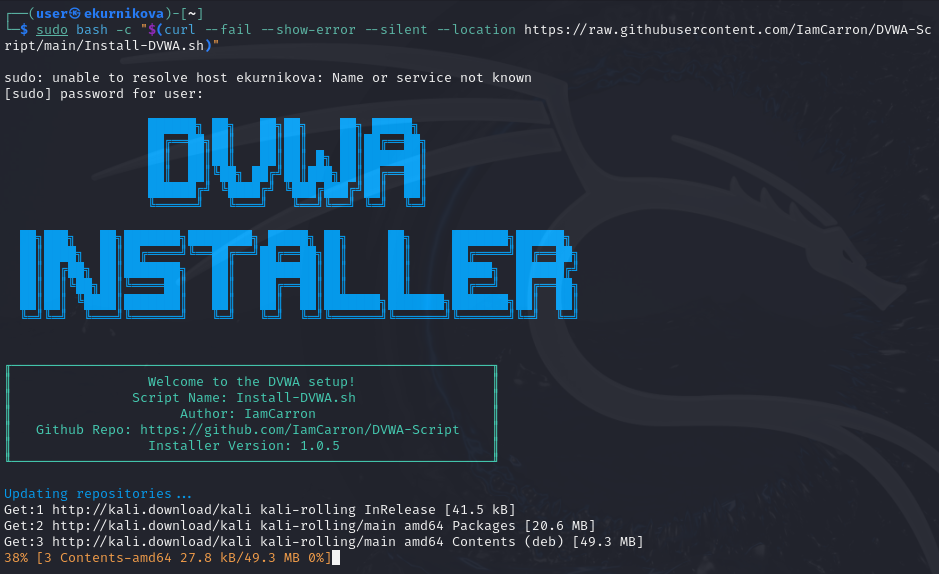 ┌──(user㉿ekurnikova)-[~]
└─$ sudo bash -c "$(curl --fail --show-error --silent --location https://raw.githubusercontent.com/IamCarron/DVWA-Sc
ript/main/Install-DVWA.sh)"
sudo: unable to resolve host ekurnikova: Name or service not known
[sudo] password for user:
DVWA
INSTALLER
Welcome to the DVWA setup!
Script Name: Install-DVWA.sh
Author: IamCarron
Github Repo: https://github.com/IamCarron/DVWA-Script
Installer Version: 1.0.5
Updating repositories...
Get:1 http://kali.download/kali kali-rolling InRelease [41.5 kB]
Get:2 http://kali.download/kali kali-rolling/main amd64 Packages [20.6 MB]
Get:3 http://kali.download/kali kali-rolling/main amd64 Contents (deb) [49.3 MB]
38% [3 Contents-amd64 27.8 kB/49.3 MB 0%]